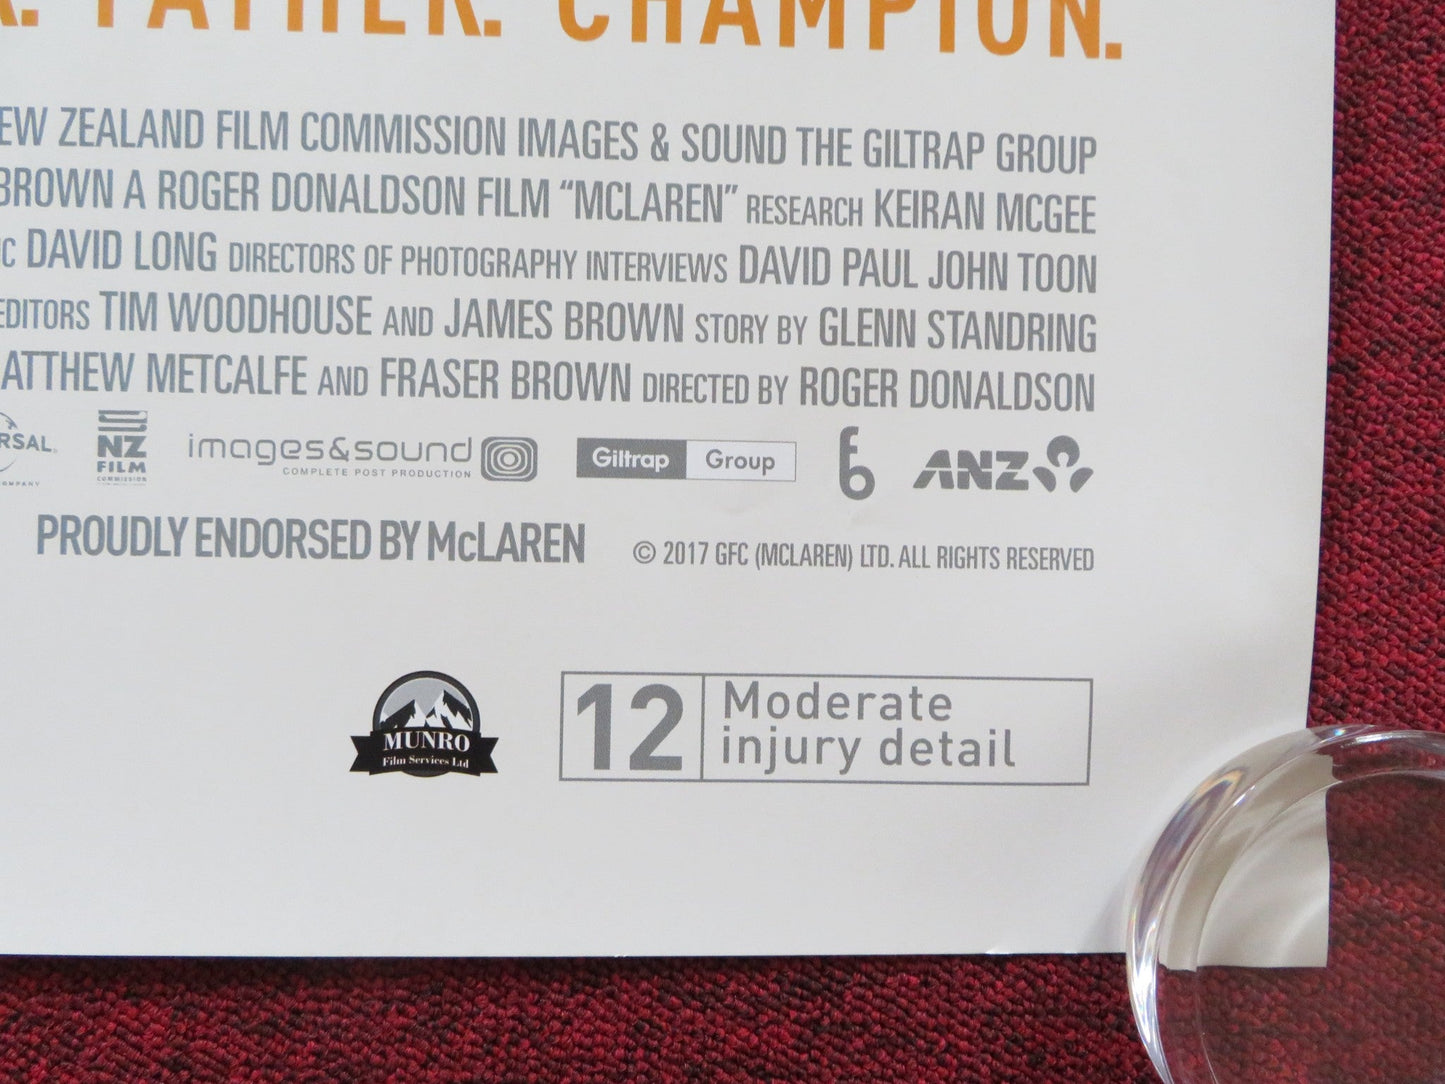 . FATHER. CHAMPION.
EW ZEALAND FILM COMMISSION IMAGES & SOUND THE GILTRAP GROUP
BROWN A ROGER DONALDSON FILM “MCLAREN” RESEARCH KEIRAN MCGEE
C DAVID LONG DIRECTORS OF PHOTOGRAPHY INTERVIEWS DAVID PAUL JOHN TOON
EDITORS TIM WOODHOUSE AND JAMES BROWN STORY BY GLENN STANDRING
ATTHEW METCALFE AND FRASER BROWN DIRECTED BY ROGER DONALDSON
RSAL
OMPANY
NZ
FILM
COMMISSION
images&sound
COMPLETE POST PRODUCTION
Giltrap Group
ANZ
PROUDLY ENDORSED BY McLAREN
© 2017 GFC (MCLAREN) LTD. ALL RIGHTS RESERVED
MUNRO
Film Services Ltd
12
Moderate
injury detail